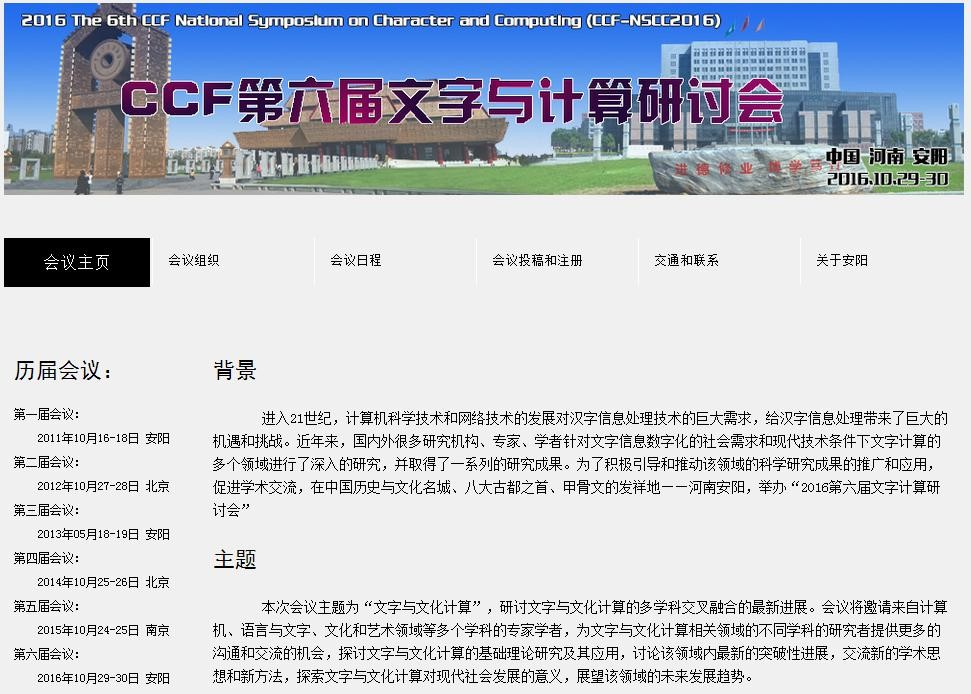 2016 The 6th CCF National Symposium on Character and Computing (CCF-NSCC2016)
CCF第六届文字与计算研讨会
进德修业 博学
中国 河南 安阳
2016.10.29-30
会议主页
会议组织
会议日程
会议投稿和注册
交通和联系
关于安阳
历届会议：
第一届会议：
2011年10月16-18日 安阳
第二届会议：
2012年10月27-28日 北京
第三届会议：
2013年05月18-19日 安阳
第四届会议：
2014年10月25-26日 北京
第五届会议：
2015年10月24-25日 南京
第六届会议：
2016年10月29-30日 安阳
背景
进入21世纪，计算机科学技术和网络技术的发展对汉字信息处理技术的巨大需求，给汉字信息处理带来了巨大的
机遇和挑战。近年来，国内外很多研究机构、专家、学者针对文字信息数字化的社会需求和现代技术条件下文字计算的
多个领域进行了深入的研究，并取得了一系列的研究成果。为了积极引导和推动该领域的科学研究成果的推广和应用，
促进学术交流，在中国历史与文化名城、八大古都之首、甲骨文的发祥地－－河南安阳，举办“2016第六届文字计算研
讨会”
主题
本次会议主题为“文字与文化计算”，研讨文字与文化计算的多学科交叉融合的最新进展。会议将邀请来自计算
机、语言与文字、文化和艺术领域等多个学科的专家学者，为文字与文化计算相关领域的不同学科的研究者提供更多的
沟通和交流的机会，探讨文字与文化计算的基础理论研究及其应用，讨论该领域内最新的突破性进展，交流新的学术思
想和新方法，探索文字与文化计算对现代社会发展的意义，展望该领域的未来发展趋势。